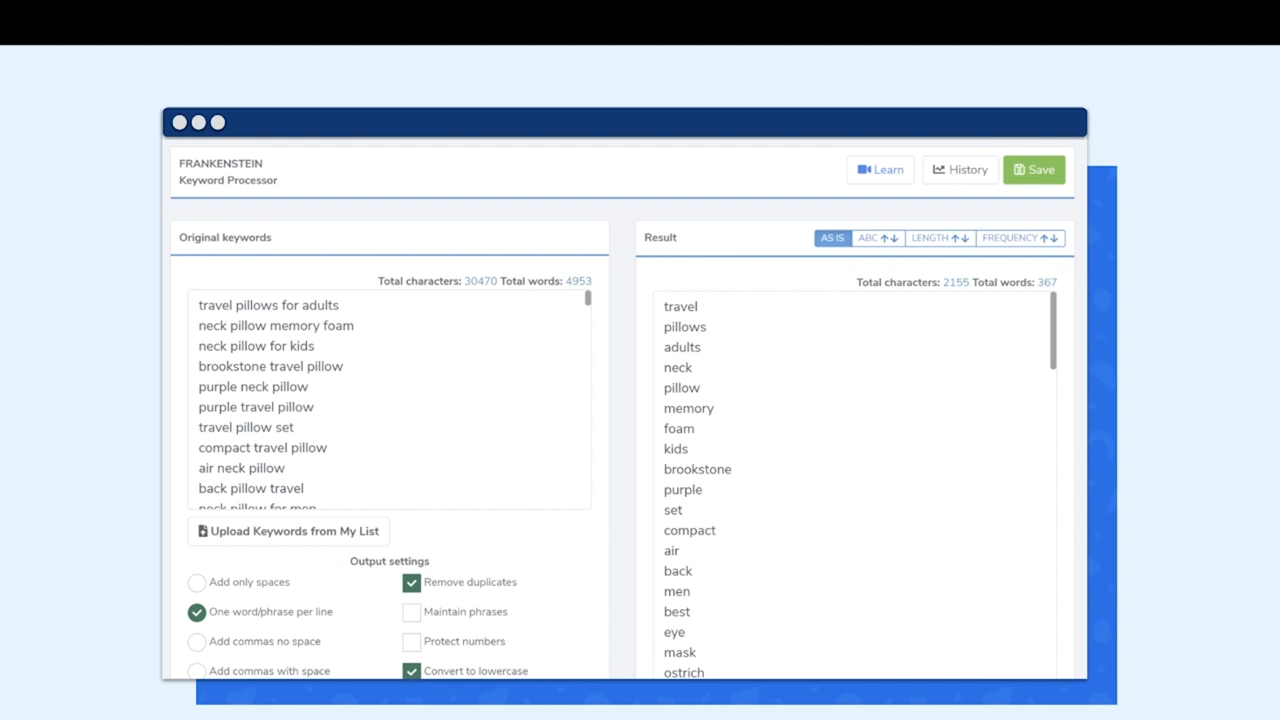 FRANKENSTEIN
Keyword Processor
Learn
History
Save
Original keywords
Total characters: 30470 Total words: 4953
travel pillows for adults
neck pillow memory foam
neck pillow for kids
brookstone travel pillow
purple neck pillow
purple travel pillow
travel pillow set
compact travel pillow
air neck pillow
back pillow travel
neck pillow for men
Upload Keywords from My List
Output settings
Add only spaces
Remove duplicates
One word/phrase per line
Maintain phrases
Add commas no space
Protect numbers
Add commas with space
Convert to lowercase
Result
AS IS
ABC
LENGTH
FREQUENCY
Total characters: 2155 Total words: 367
travel
pillows
adults
neck
pillow
memory
foam
kids
brookstone
purple
set
compact
air
back
men
best
eye
mask
ostrich